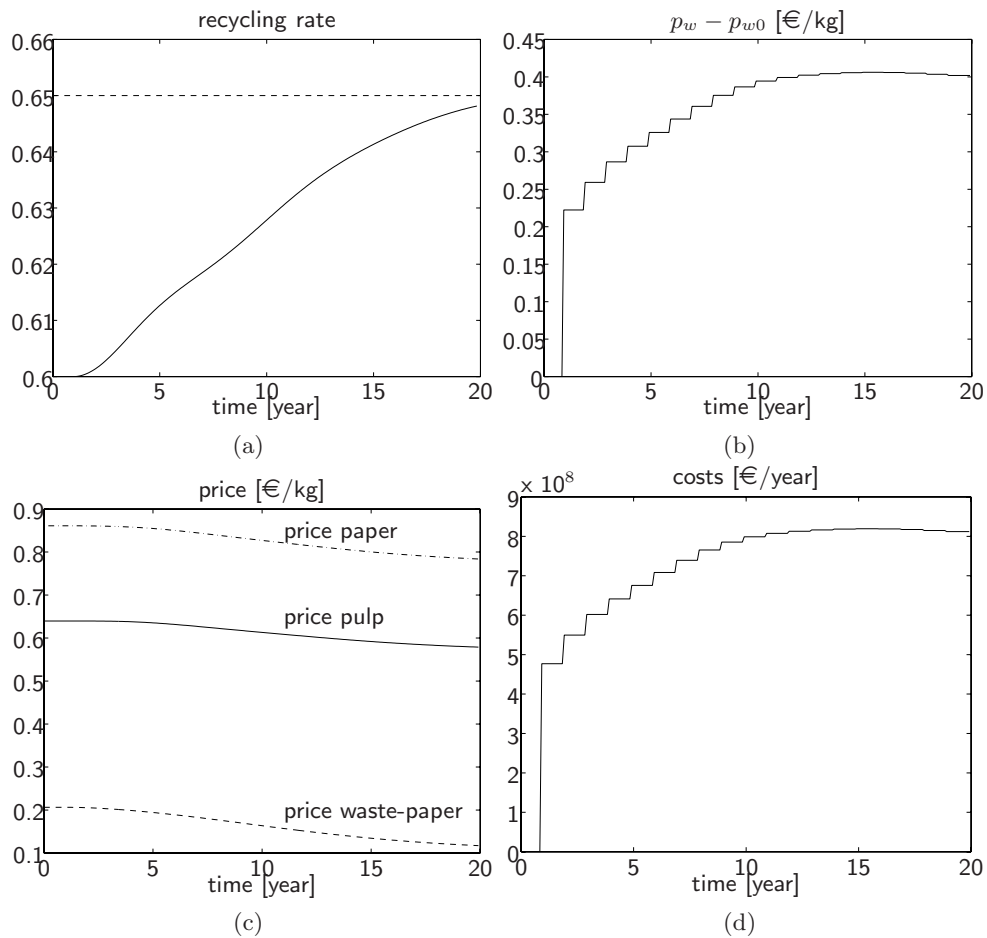 recycling rate
0.66
0.65
0.64
0.63
0.62
0.61
0.6
0 5 10 15 20
time [year]
(a)
p_w − p_{w0} [€/kg]
0.45
0.4
0.35
0.3
0.25
0.2
0.15
0.1
0.05
0
0 5 10 15 20
time [year]
(b)
price [€/kg]
0.9
0.8
0.7
0.6
0.5
0.4
0.3
0.2
0.1
price paper
price pulp
price waste-paper
0 5 10 15 20
time [year]
(c)
costs [€/year]
× 10⁸
9
8
7
6
5
4
3
2
1
0
0 5 10 15 20
time [year]
(d)